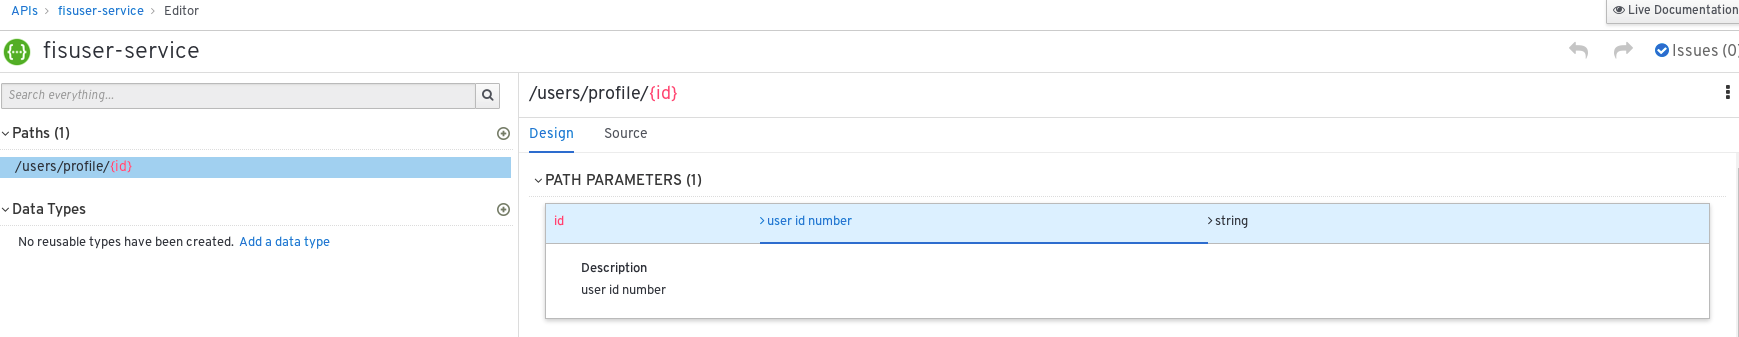 APIs > fisuser-service > Editor
Live Documentation
fisuser-service
Issues (0)
Search everything...
Paths (1)
/users/profile/{id}
Data Types
No reusable types have been created. Add a data type
/users/profile/{id}
Design Source
PATH PARAMETERS (1)
id > user id number > string
Description
user id number